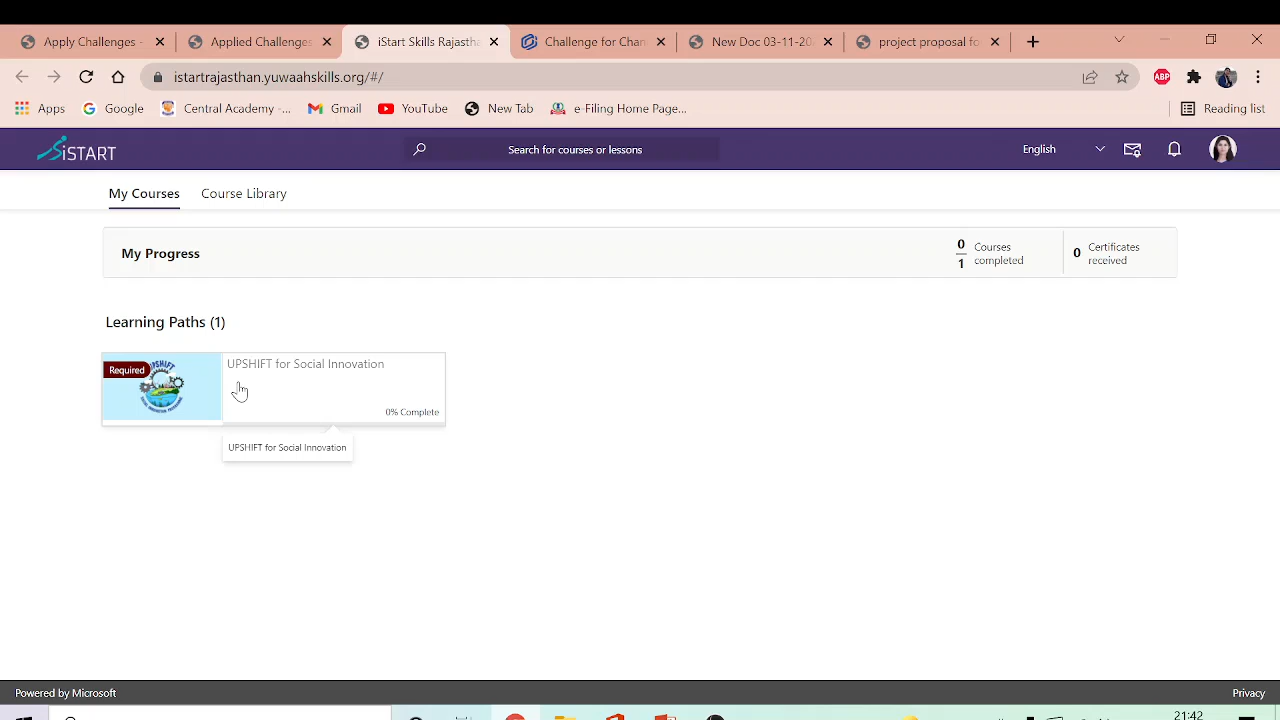 Apply Challenges -
Applied Challenges
iStart Skills Rajasth
Challenge for Chan
New Doc 03-11-20
project proposal fo
istartrajasthan.yuwaahskills.org/#/
ABP
Apps
Google
Central Academy -...
Gmail
YouTube
New Tab
e-Filing Home Page...
Reading list
iSTART
Search for courses or lessons
English
My Courses
Course Library
My Progress
0
1
Courses
completed
0
Certificates
received
Learning Paths (1)
Required
UPSHIFT
UPSHIFT for Social Innovation
0% Complete
UPSHIFT for Social Innovation
Powered by Microsoft
Privacy
21:42